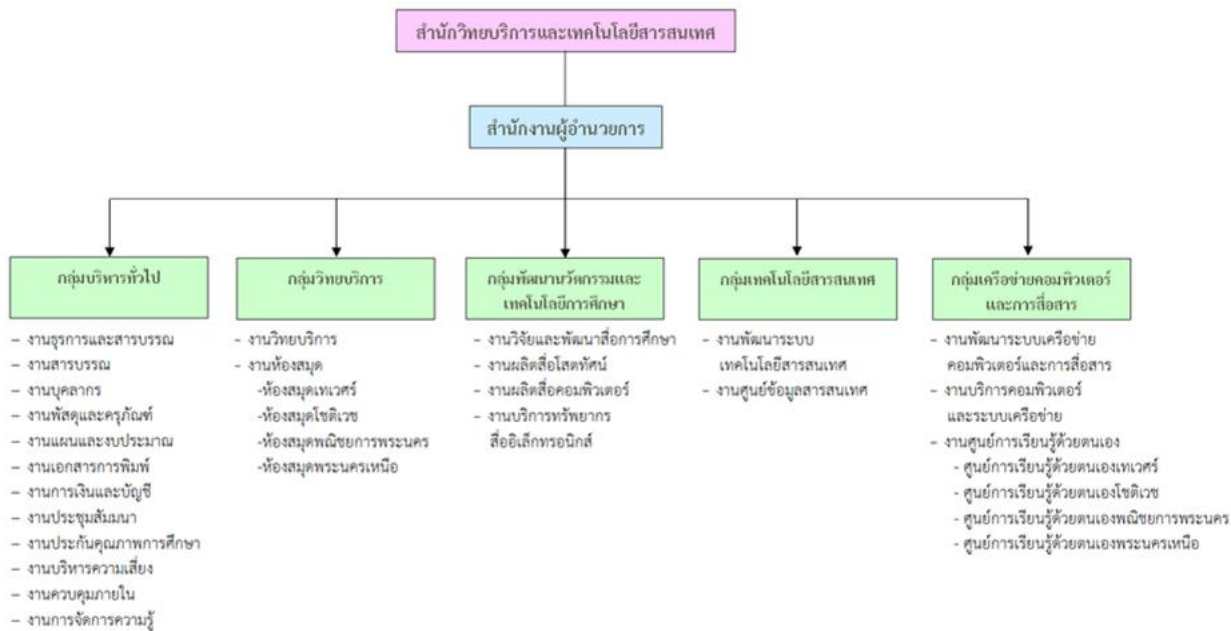 สำนักวิทยบริการและเทคโนโลยีสารสนเทศ
สำนักงานผู้อำนวยการ
กลุ่มบริหารทั่วไป
– งานธุรการและสารบรรณ
– งานสารบรรณ
– งานบุคลากร
– งานพัสดุและครุภัณฑ์
– งานแผนและงบประมาณ
– งานเอกสารการพิมพ์
– งานการเงินและบัญชี
– งานประชุมสัมมนา
– งานประกันคุณภาพการศึกษา
– งานบริหารความเสี่ยง
– งานควบคุมภายใน
– งานการจัดการความรู้
กลุ่มวิทยบริการ
– งานวิทยบริการ
– งานห้องสมุด
-ห้องสมุดเทเวศร์
-ห้องสมุดโชติเวช
-ห้องสมุดพณิชยการพระนคร
-ห้องสมุดพระนครเหนือ
กลุ่มพัฒนานวัตกรรมและ
เทคโนโลยีการศึกษา
– งานวิจัยและพัฒนาสื่อการศึกษา
– งานผลิตสื่อโสตทัศน์
– งานผลิตสื่อคอมพิวเตอร์
– งานบริการทรัพยากร
สื่ออิเล็กทรอนิกส์
กลุ่มเทคโนโลยีสารสนเทศ
– งานพัฒนาระบบ
เทคโนโลยีสารสนเทศ
– งานศูนย์ข้อมูลสารสนเทศ
กลุ่มเครือข่ายคอมพิวเตอร์
และการสื่อสาร
– งานพัฒนาระบบเครือข่าย
คอมพิวเตอร์และการสื่อสาร
– งานบริการคอมพิวเตอร์
และระบบเครือข่าย
– งานศูนย์การเรียนรู้ด้วยตนเอง
- ศูนย์การเรียนรู้ด้วยตนเองเทเวศร์
- ศูนย์การเรียนรู้ด้วยตนเองโชติเวช
- ศูนย์การเรียนรู้ด้วยตนเองพณิชยการพระนคร
- ศูนย์การเรียนรู้ด้วยตนเองพระนครเหนือ